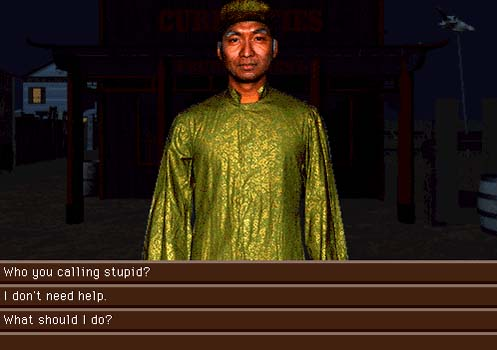 Who you calling stupid?
I don't need help.
What should I do?